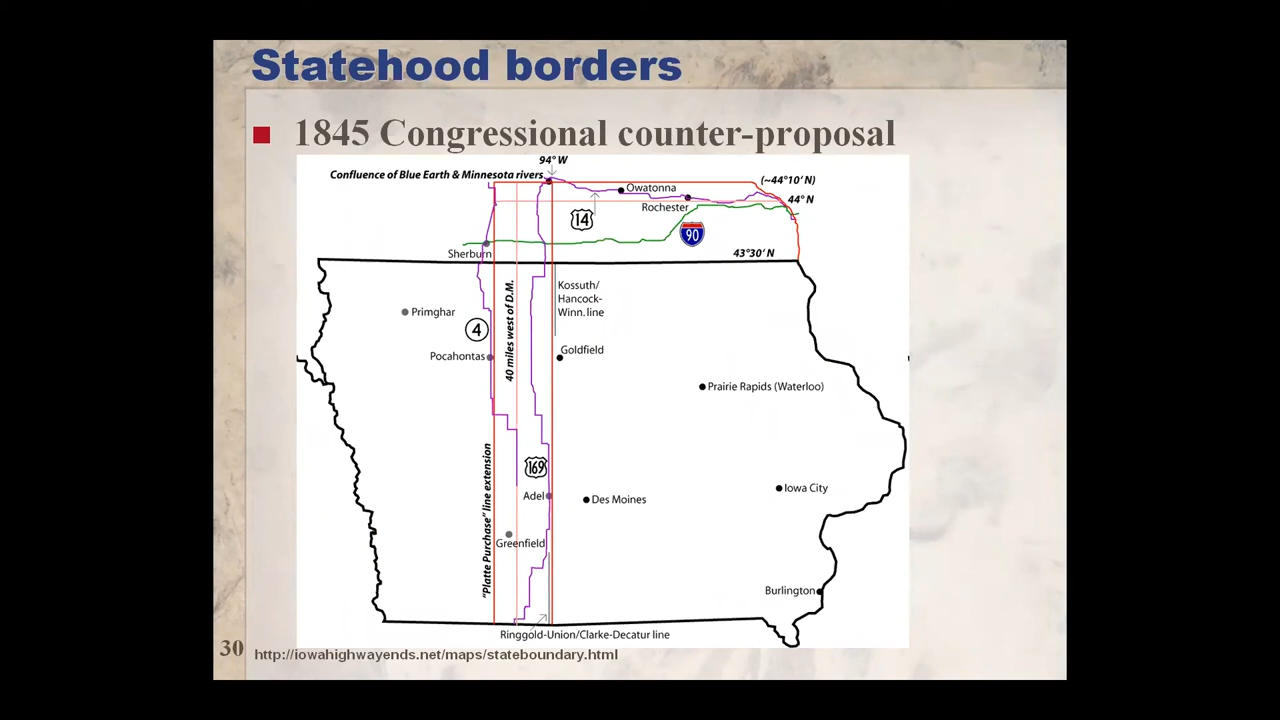 Statehood borders
1845 Congressional counter-proposal
94° W
Confluence of Blue Earth & Minnesota rivers
(~44°10′ N)
Owatonna
44° N
Rochester
14
90
Sherburn
43°30′ N
Kossuth/
Hancock-
Winn. line
40 miles west of D.M.
Primghar
4
Pocahontas
Goldfield
Prairie Rapids (Waterloo)
"Platte Purchase" line extension
169
Iowa City
Adel
Des Moines
Greenfield
Burlington
Ringgold-Union/Clarke-Decatur line
30
http://iowahighwayends.net/maps/stateboundary.html